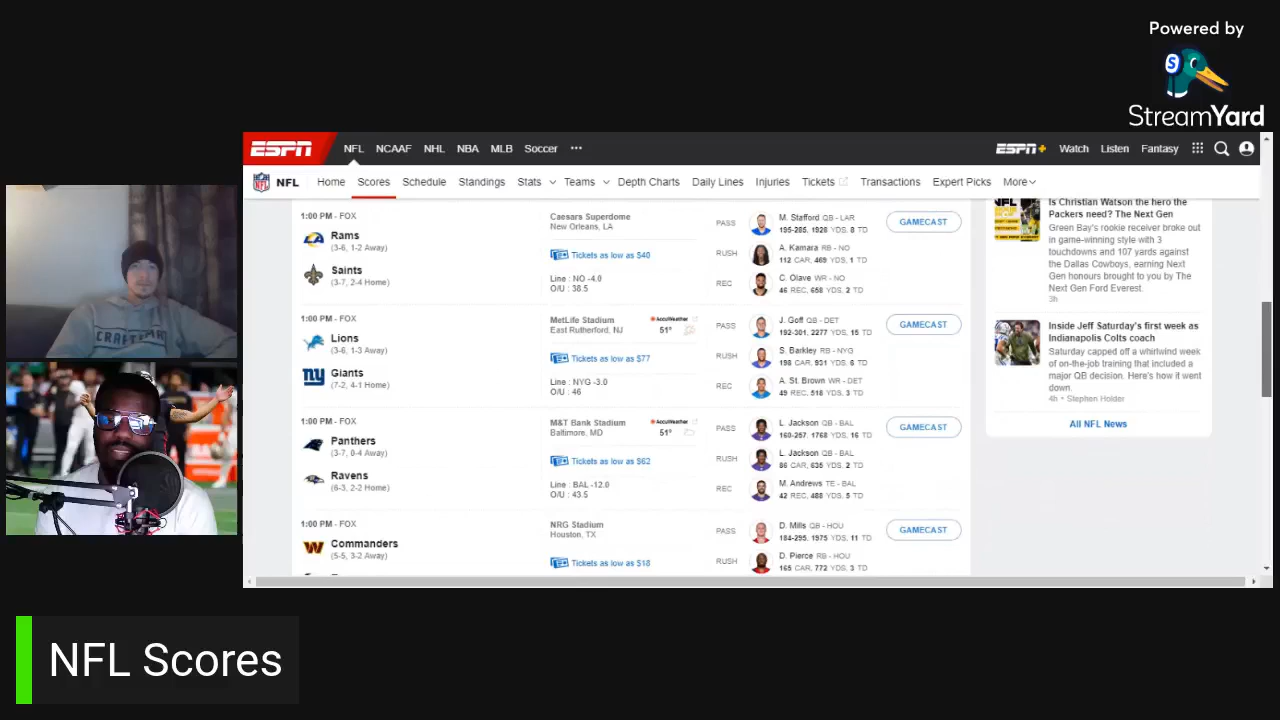 Powered by
StreamYard
ESPN NFL NCAAF NHL NBA MLB Soccer ••• ESPN+ Watch Listen Fantasy
NFL Home Scores Schedule Standings Stats Teams Depth Charts Daily Lines Injuries Tickets Transactions Expert Picks More
1:00 PM - FOX
Rams
(3-6, 1-2 Away)
Saints
(3-7, 2-4 Home)
Caesars Superdome
New Orleans, LA
Tickets as low as $40
Line : NO -4.0
O/U : 38.5
PASS
M. Stafford QB - LAR
195-285, 1928 YDS, 8 TD
RUSH
A. Kamara RB - NO
112 CAR, 469 YDS, 1 TD
REC
C. Olave WR - NO
46 REC, 658 YDS, 2 TD
GAMECAST
1:00 PM - FOX
Lions
(3-6, 1-3 Away)
Giants
(7-2, 4-1 Home)
MetLife Stadium
East Rutherford, NJ
AccuWeather
51°
Tickets as low as $77
Line : NYG -3.0
O/U : 46
PASS
J. Goff QB - DET
192-301, 2277 YDS, 15 TD
RUSH
S. Barkley RB - NYG
198 CAR, 931 YDS, 6 TD
REC
A. St. Brown WR - DET
49 REC, 518 YDS, 3 TD
GAMECAST
1:00 PM - FOX
Panthers
(3-7, 0-4 Away)
Ravens
(6-3, 2-2 Home)
M&T Bank Stadium
Baltimore, MD
AccuWeather
51°
Tickets as low as $62
Line : BAL -12.0
O/U : 43.5
PASS
L. Jackson QB - BAL
160-257, 1768 YDS, 16 TD
RUSH
L. Jackson QB - BAL
86 CAR, 635 YDS, 2 TD
REC
M. Andrews TE - BAL
42 REC, 488 YDS, 5 TD
GAMECAST
1:00 PM - FOX
Commanders
(5-5, 3-2 Away)
NRG Stadium
Houston, TX
Tickets as low as $18
PASS
D. Mills QB - HOU
184-295, 1975 YDS, 11 TD
RUSH
D. Pierce RB - HOU
165 CAR, 772 YDS, 3 TD
GAMECAST
Is Christian Watson the hero the
Packers need? The Next Gen
Green Bay's rookie receiver broke out
in game-winning style with 3
touchdowns and 107 yards against
the Dallas Cowboys, earning Next
Gen honours brought to you by The
Next Gen Ford Everest.
3h
Inside Jeff Saturday's first week as
Indianapolis Colts coach
Saturday capped off a whirlwind week
of on-the-job training that included a
major QB decision. Here's how it went
down.
4h • Stephen Holder
All NFL News
NFL Scores